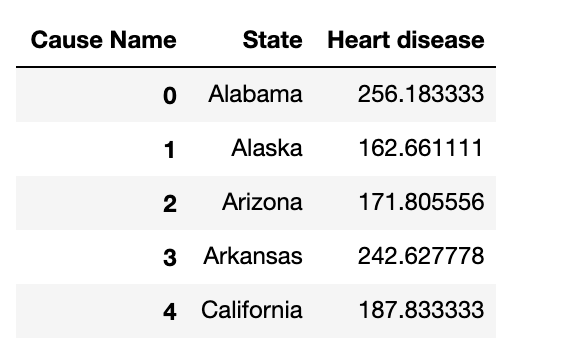 Cause Name State Heart disease
0 Alabama 256.183333
1 Alaska 162.661111
2 Arizona 171.805556
3 Arkansas 242.627778
4 California 187.833333